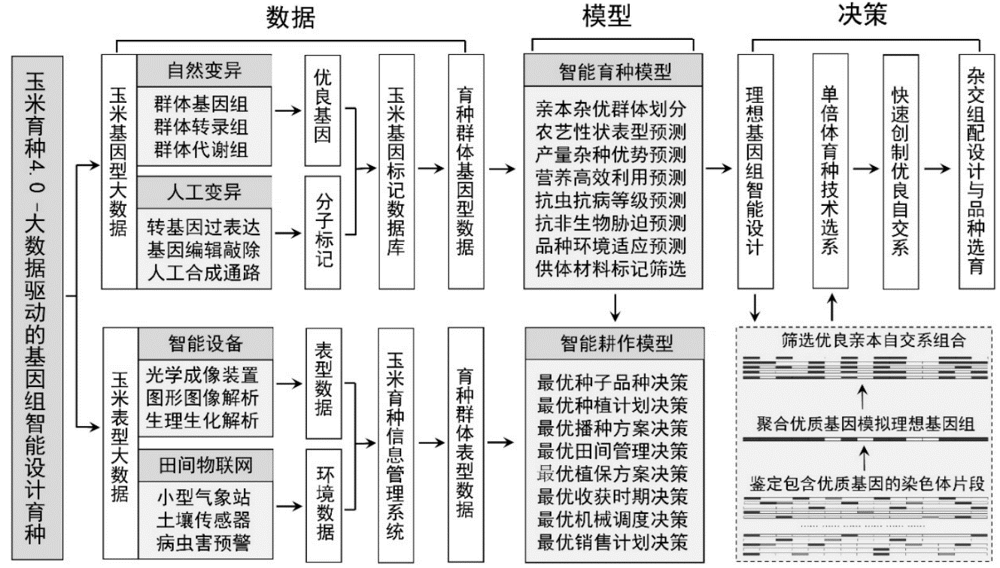 数据
模型
决策
玉米育种4.0-大数据驱动的基因组智能设计育种
玉米基因型大数据
自然变异
群体基因组
群体转录组
群体代谢组
人工变异
转基因过表达
基因编辑敲除
人工合成通路
优良基因
分子标记
玉米基因标记数据库
育种群体基因型数据
智能育种模型
亲本杂优群体划分
农艺性状表型预测
产量杂种优势预测
营养高效利用预测
抗虫抗病等级预测
抗非生物胁迫预测
品种环境适应预测
供体材料标记筛选
理想基因组智能设计
单倍体育种技术选系
快速创制优良自交系
杂交组配设计与品种选育
玉米表型大数据
智能设备
光学成像装置
图形图像解析
生理生化解析
田间物联网
小型气象站
土壤传感器
病虫害预警
表型数据
环境数据
玉米育种信息管理系统
育种群体表型数据
智能耕作模型
最优种子品种决策
最优种植计划决策
最优播种方案决策
最优田间管理决策
最优植保方案决策
最优收获时期决策
最优机械调度决策
最优销售计划决策
筛选优良亲本自交系组合
聚合优质基因模拟理想基因组
鉴定包含优质基因的染色体片段
……………………